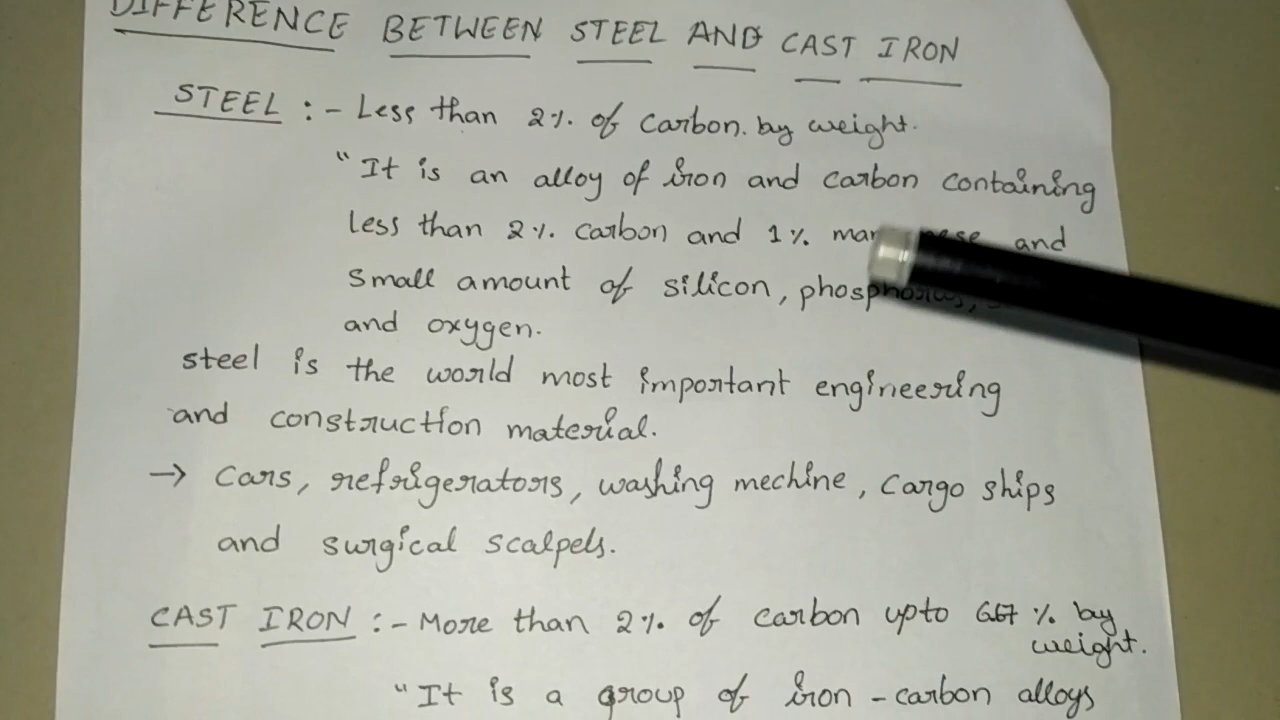 DIFFERENCE BETWEEN STEEL AND CAST IRON
STEEL :- Less than 2% of carbon. by weight.
"It is an alloy of iron and carbon containing
less than 2% carbon and 1% and
small amount of silicon, phosphorus,
and oxygen.
steel is the world most important engineering
and construction material.
→ Cars, refrigerators, washing mechine, cargo ships
and surgical scalpels.
CAST IRON :- More than 2% of carbon upto 6.67 % by
weight.
"It is a group of iron - carbon alloys